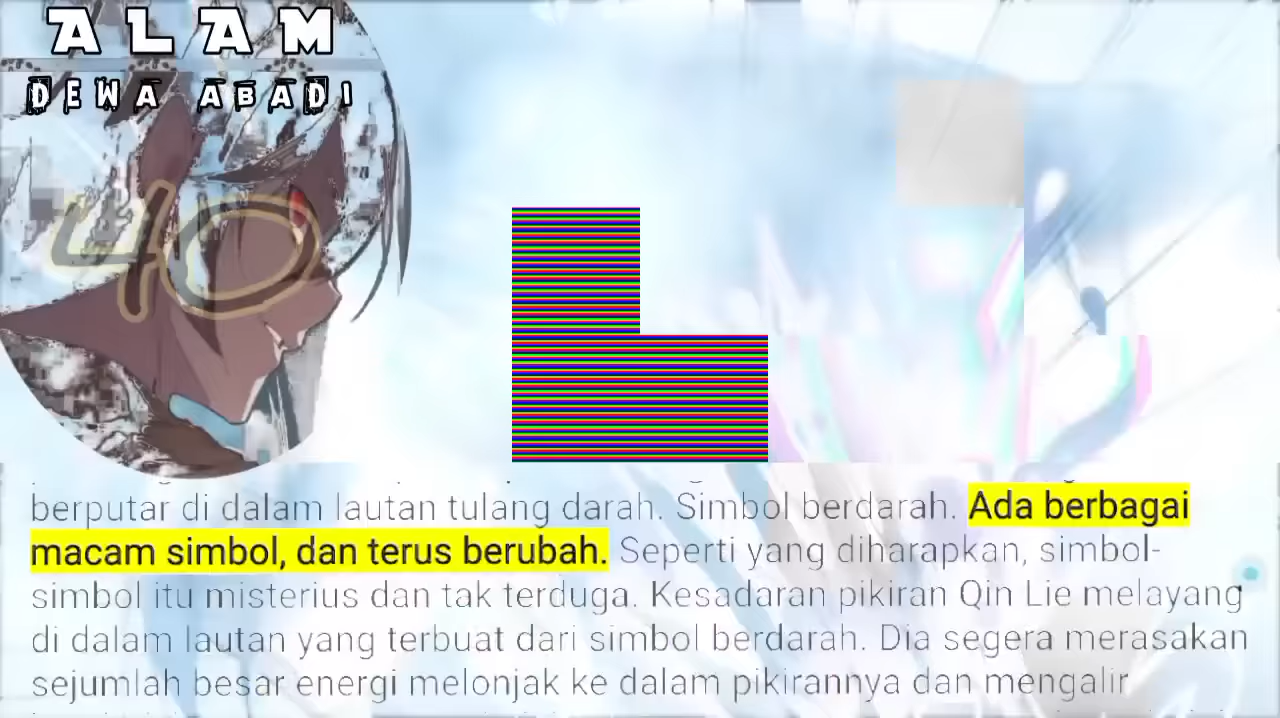 ALAM
DEWA ABADI
40
berputar di dalam lautan tulang darah. Simbol berdarah. Ada berbagai
macam simbol, dan terus berubah. Seperti yang diharapkan, simbol-
simbol itu misterius dan tak terduga. Kesadaran pikiran Qin Lie melayang
di dalam lautan yang terbuat dari simbol berdarah. Dia segera merasakan
sejumlah besar energi melonjak ke dalam pikirannya dan mengalir